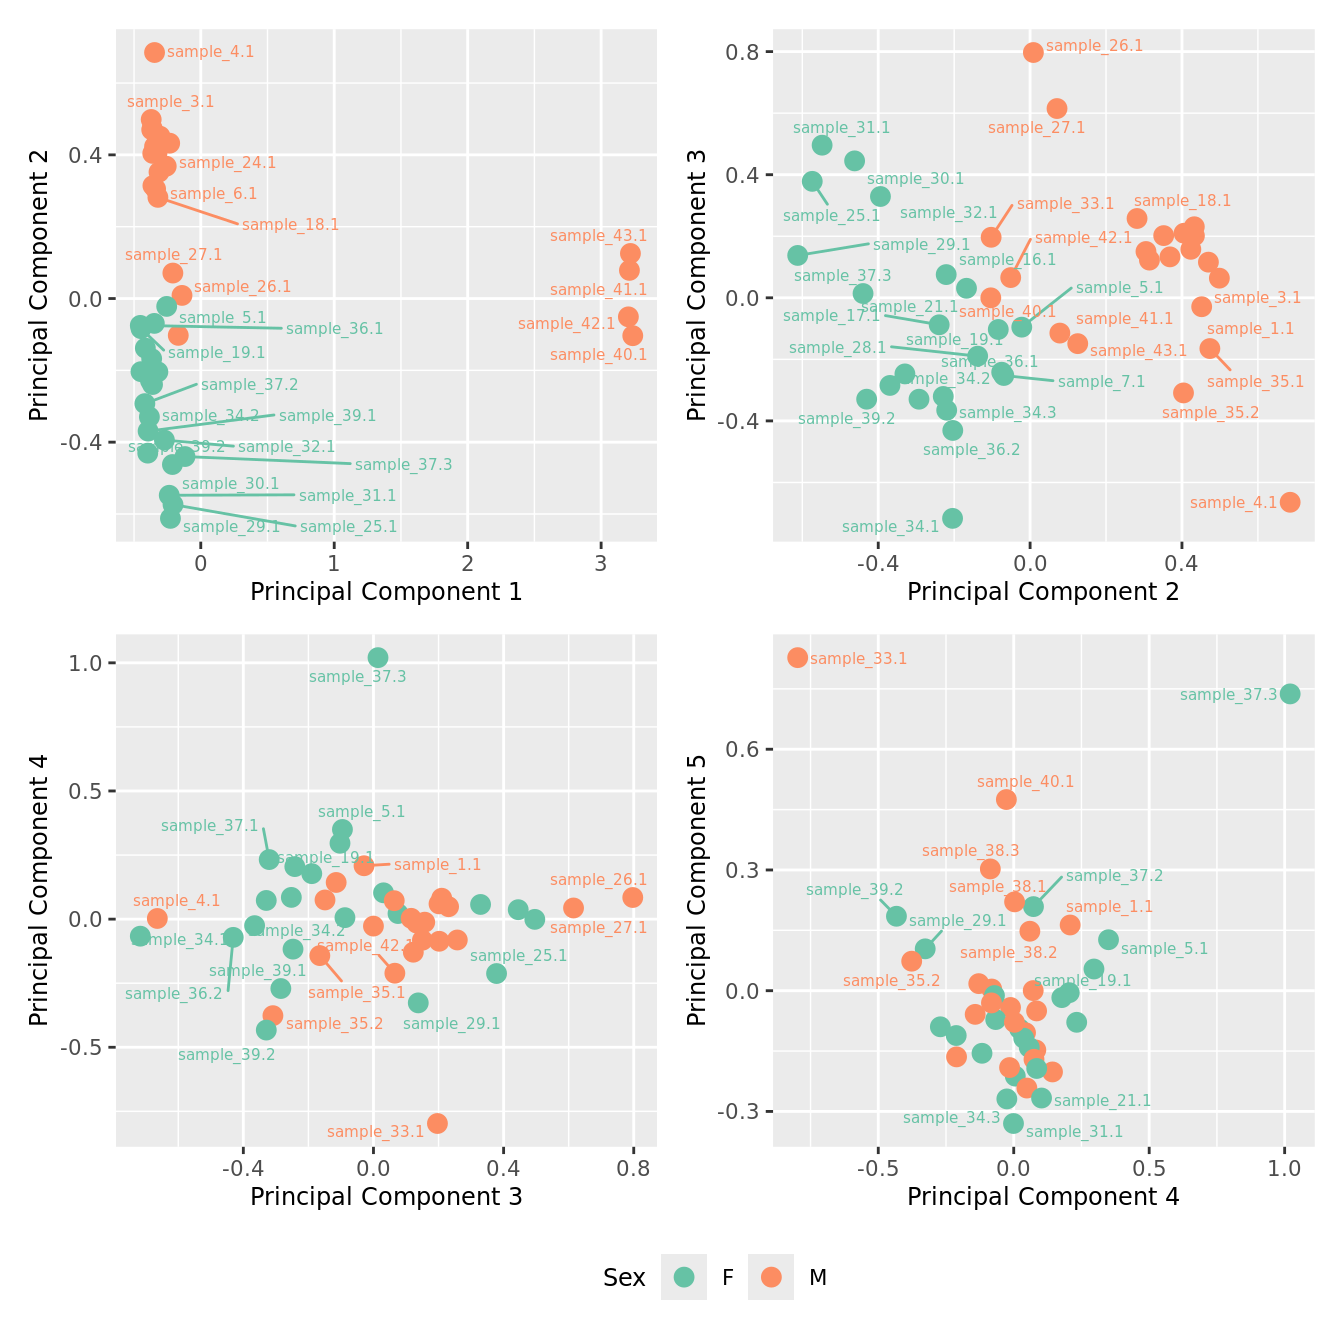 sample_4.1
sample_3.1
sample_24.1
sample_6.1
sample_18.1
sample_27.1
sample_26.1
sample_43.1
sample_41.1
sample_42.1
sample_40.1
sample_5.1
sample_36.1
sample_19.1
sample_37.2
sample_34.2
sample_39.1
sample_39.2
sample_32.1
sample_37.3
sample_30.1
sample_31.1
sample_29.1
sample_25.1
0.4
0.0
-0.4
0
1
2
3
Principal Component 1
Principal Component 2
sample_26.1
sample_27.1
sample_31.1
sample_30.1
sample_25.1
sample_32.1
sample_33.1
sample_18.1
sample_29.1
sample_42.1
sample_16.1
sample_37.3
sample_5.1
sample_3.1
sample_21.1
sample_17.1
sample_40.1
sample_41.1
sample_1.1
sample_19.1
sample_28.1
sample_43.1
sample_36.1
sample_34.2
sample_7.1
sample_35.1
sample_39.2
sample_34.3
sample_35.2
sample_36.2
sample_4.1
sample_34.1
0.8
0.4
0.0
-0.4
-0.4
0.0
0.4
Principal Component 2
Principal Component 3
sample_37.3
sample_5.1
sample_37.1
sample_19.1
sample_1.1
sample_26.1
sample_4.1
sample_27.1
sample_34.1
sample_34.2
sample_42.1
sample_25.1
sample_39.1
sample_36.2
sample_35.1
sample_35.2
sample_29.1
sample_39.2
sample_33.1
1.0
0.5
0.0
-0.5
-0.4
0.0
0.4
0.8
Principal Component 3
Principal Component 4
sample_33.1
sample_37.3
sample_40.1
sample_38.3
sample_39.2
sample_38.1
sample_37.2
sample_29.1
sample_1.1
sample_38.2
sample_5.1
sample_35.2
sample_19.1
sample_21.1
sample_34.3
sample_31.1
0.6
0.3
0.0
-0.3
-0.5
0.0
0.5
1.0
Principal Component 4
Principal Component 5
Sex F M